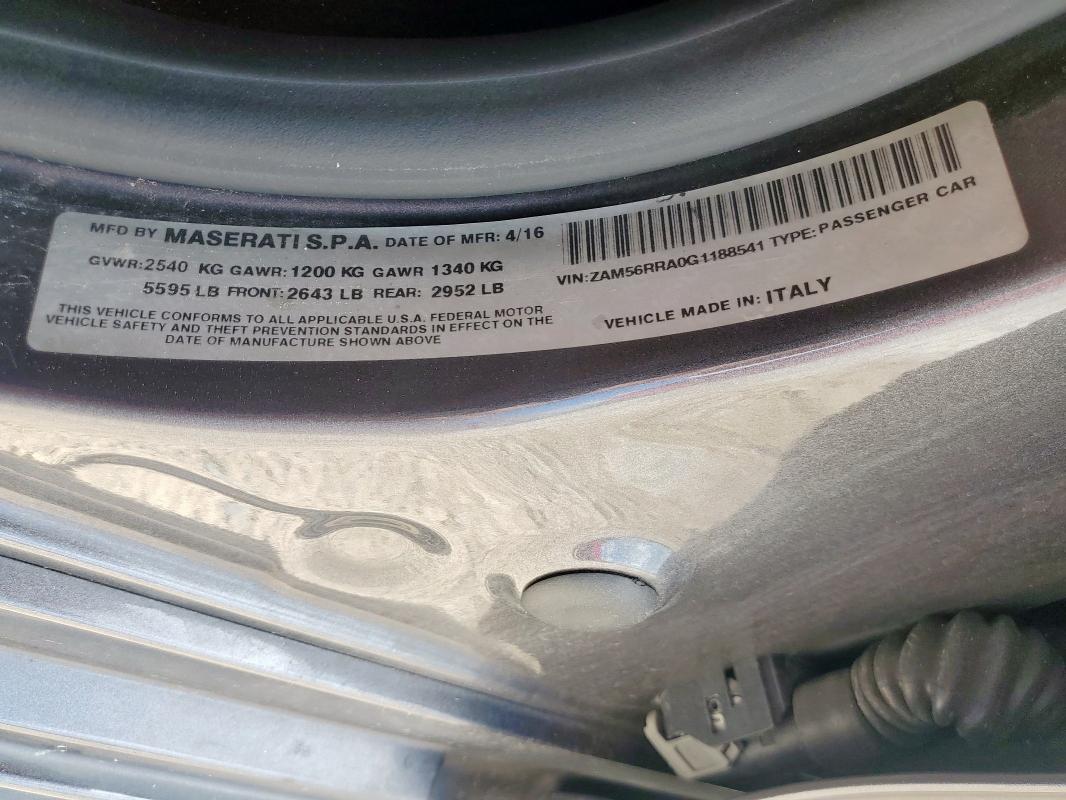 MFD BY MASERATI S.P.A. DATE OF MFR: 4/16
GVWR:2540 KG GAWR:1200 KG GAWR 1340 KG
5595 LB FRONT:2643 LB REAR: 2952 LB
THIS VEHICLE CONFORMS TO ALL APPLICABLE U.S.A. FEDERAL MOTOR
VEHICLE SAFETY AND THEFT PREVENTION STANDARDS IN EFFECT ON THE
DATE OF MANUFACTURE SHOWN ABOVE
VIN:ZAM56RRA0G1188541 TYPE:PASSENGER CAR
VEHICLE MADE IN: ITALY